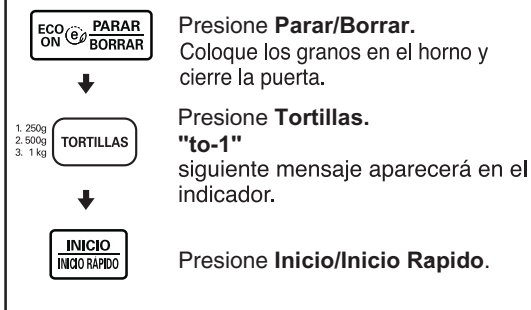 ECO PARAR
ON e BORRAR
Presione Parar/Borrar.
Coloque los granos en el horno y
cierre la puerta.
1. 250g
2. 500g
3. 1 kg
TORTILLAS
Presione Tortillas.
"to-1"
siguiente mensaje aparecerá en el
indicador.
INICIO
INICIO RÁPIDO
Presione Inicio/Inicio Rapido.